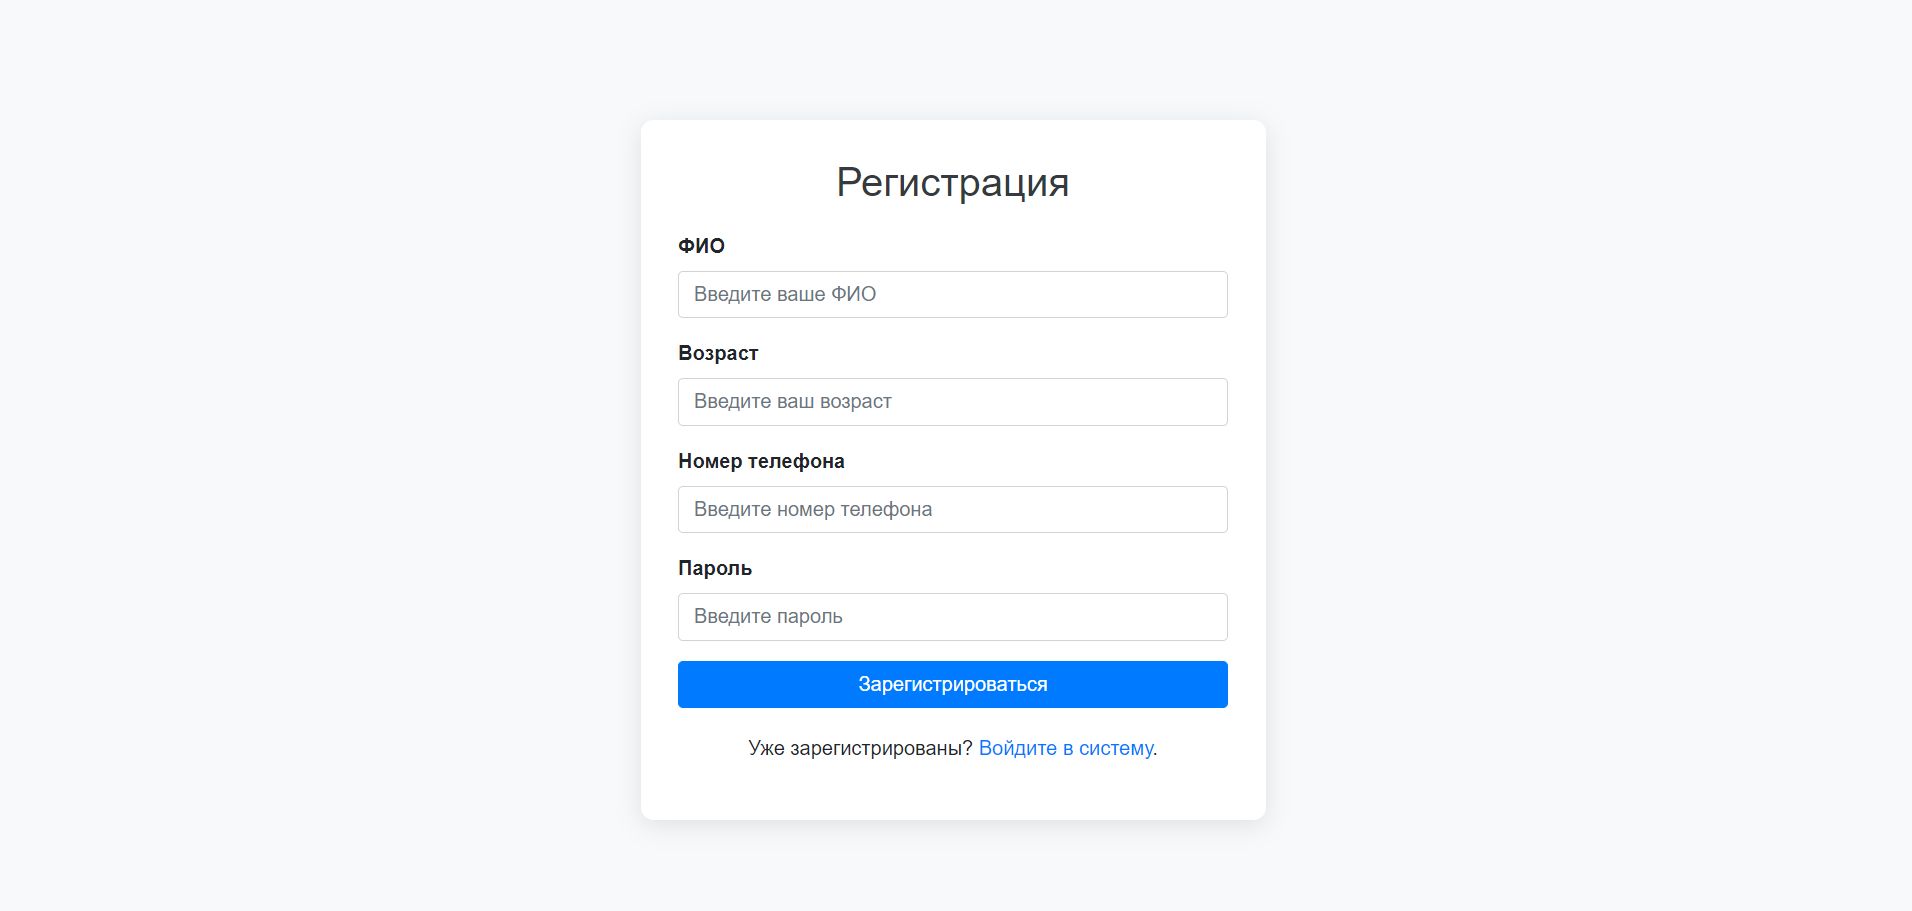 Регистрация
ФИО
Введите ваше ФИО
Возраст
Введите ваш возраст
Номер телефона
Введите номер телефона
Пароль
Введите пароль
Зарегистрироваться
Уже зарегистрированы? Войдите в систему.